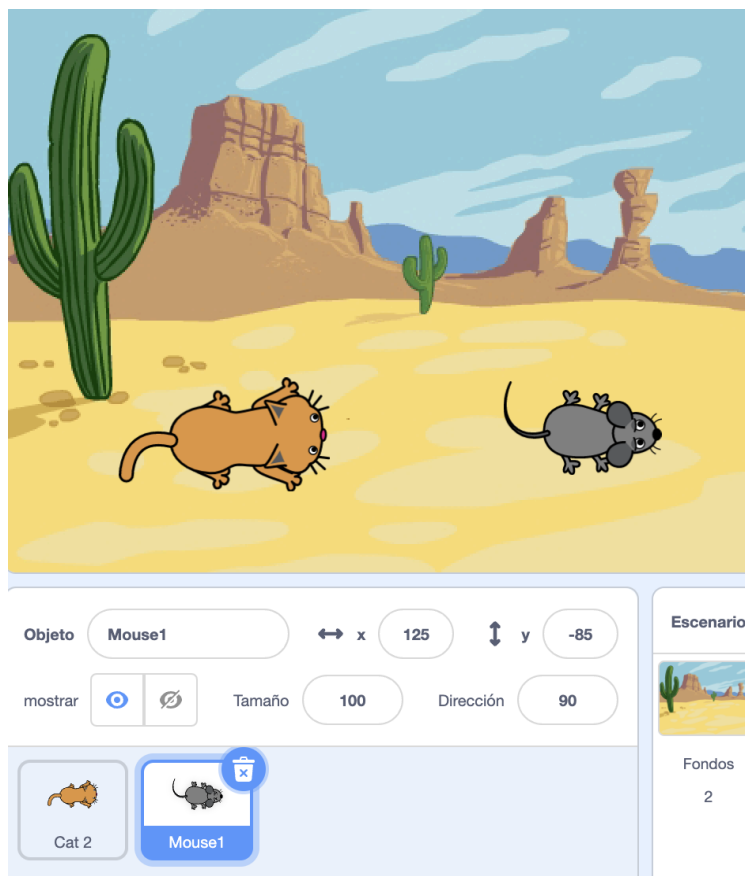 Objeto Mouse1 x 125 y -85
Escenario
mostrar Tamaño 100 Dirección 90
Fondos
2
Cat 2 Mouse1